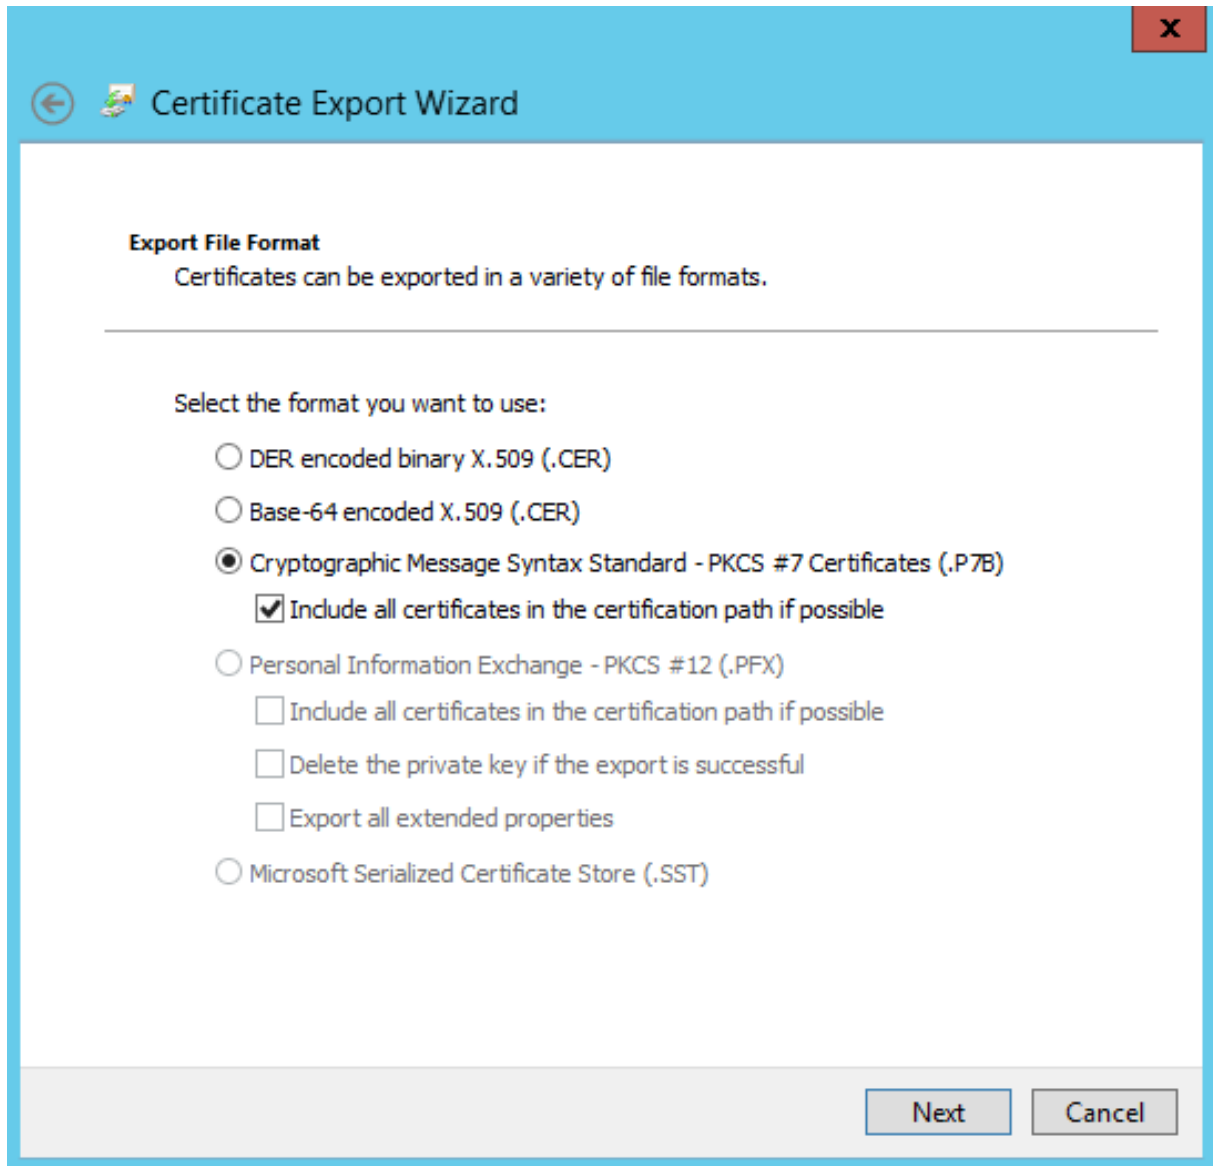 x
Certificate Export Wizard
Export File Format
Certificates can be exported in a variety of file formats.
Select the format you want to use:
DER encoded binary X.509 (.CER)
Base-64 encoded X.509 (.CER)
Cryptographic Message Syntax Standard - PKCS #7 Certificates (.P7B)
Include all certificates in the certification path if possible
Personal Information Exchange - PKCS #12 (.PFX)
Include all certificates in the certification path if possible
Delete the private key if the export is successful
Export all extended properties
Microsoft Serialized Certificate Store (.SST)
Next Cancel